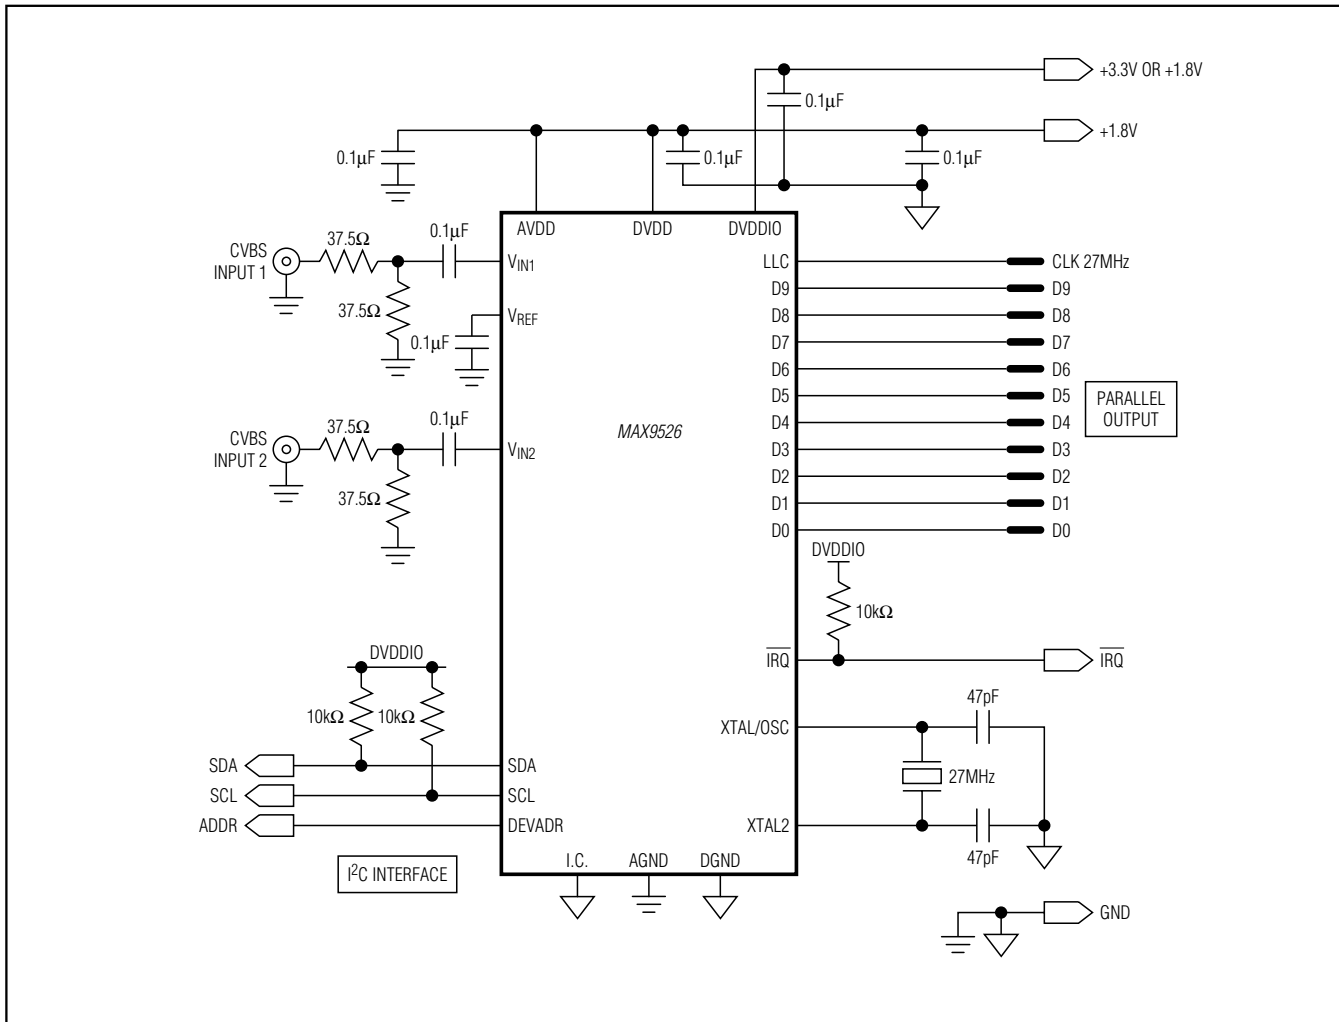 +3.3V OR +1.8V
0.1µF
+1.8V
0.1µF
0.1µF
0.1µF
AVDD
DVDD
DVDDIO
CVBS
INPUT 1
37.5Ω
0.1µF
VIN1
37.5Ω
VREF
0.1µF
CVBS
INPUT 2
37.5Ω
0.1µF
VIN2
37.5Ω
MAX9526
LLC
CLK 27MHz
D9
D9
D8
D8
D7
D7
D6
D6
D5
D5
D4
D4
D3
D3
D2
D2
D1
D1
D0
D0
PARALLEL
OUTPUT
DVDDIO
10kΩ
IRQ
IRQ
DVDDIO
10kΩ
10kΩ
SDA
SDA
SCL
SCL
ADDR
DEVADR
I²C INTERFACE
XTAL/OSC
47pF
27MHz
XTAL2
47pF
I.C.
AGND
DGND
GND